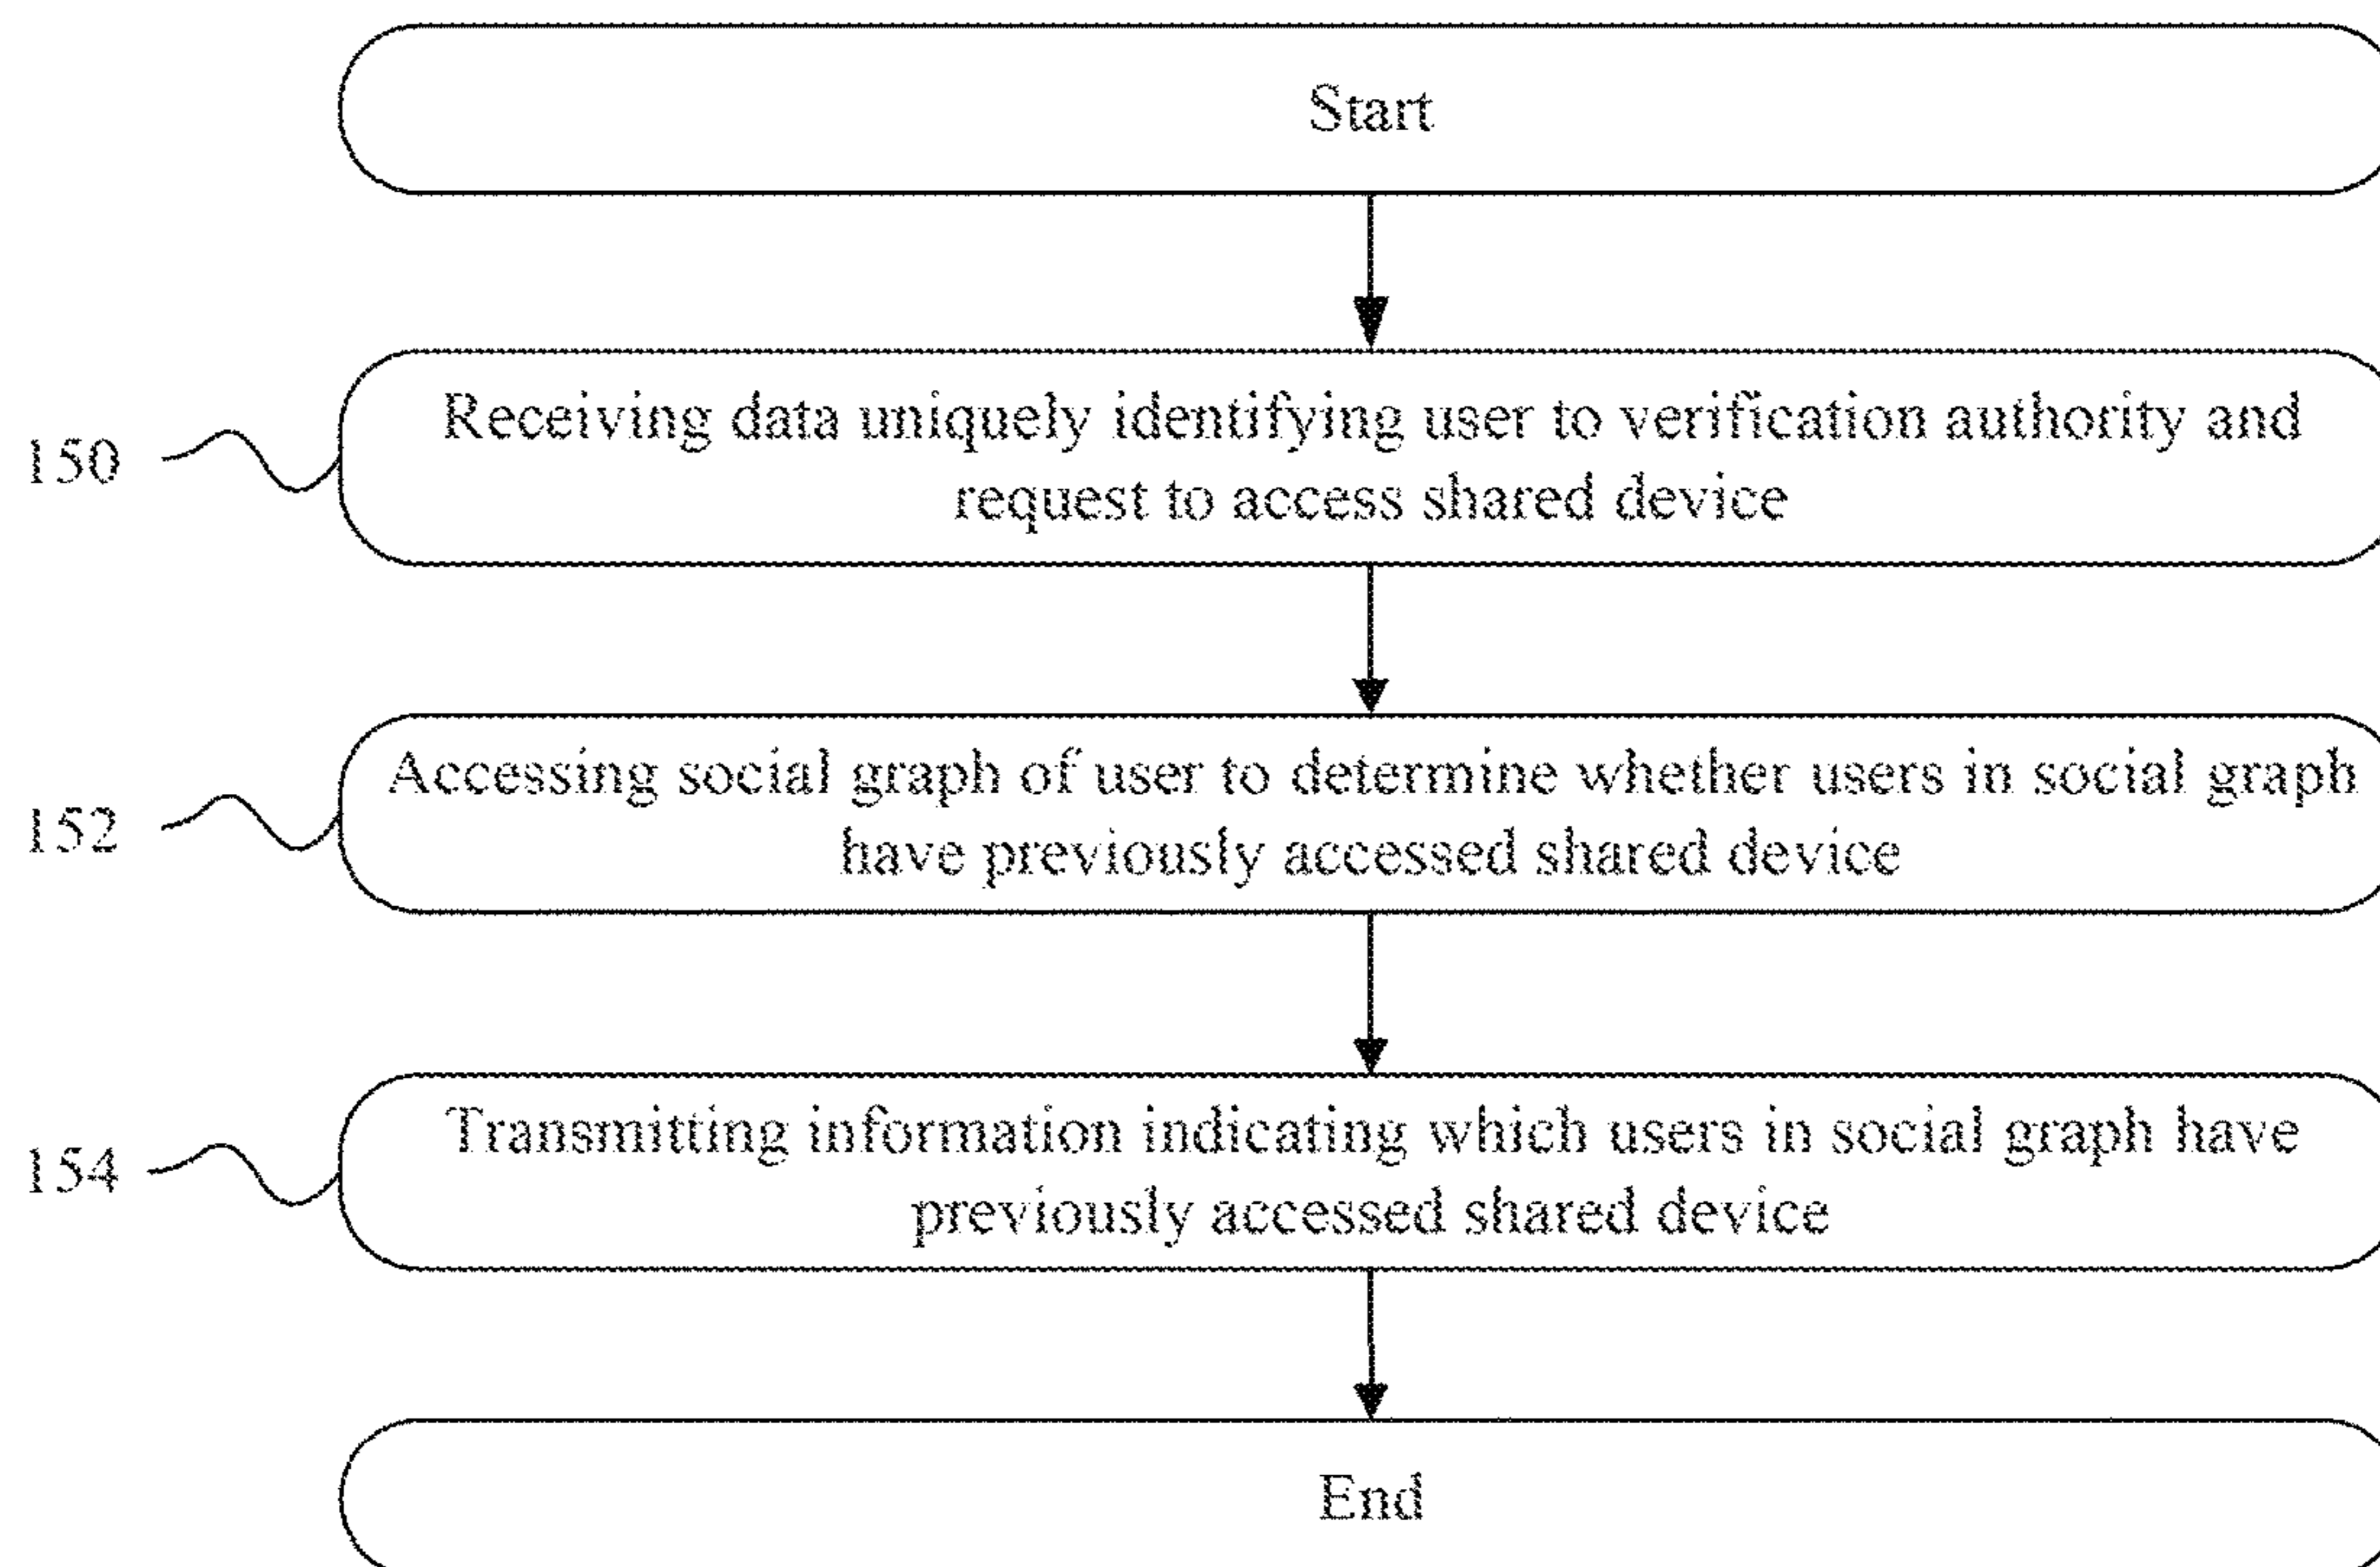 Start
Receiving data uniquely identifying user to verification authority and
request to access shared device
150
Accessing social graph of user to determine whether users in social graph
have previously accessed shared device
152
Transmitting information indicating which users in social graph have
previously accessed shared device
154
End